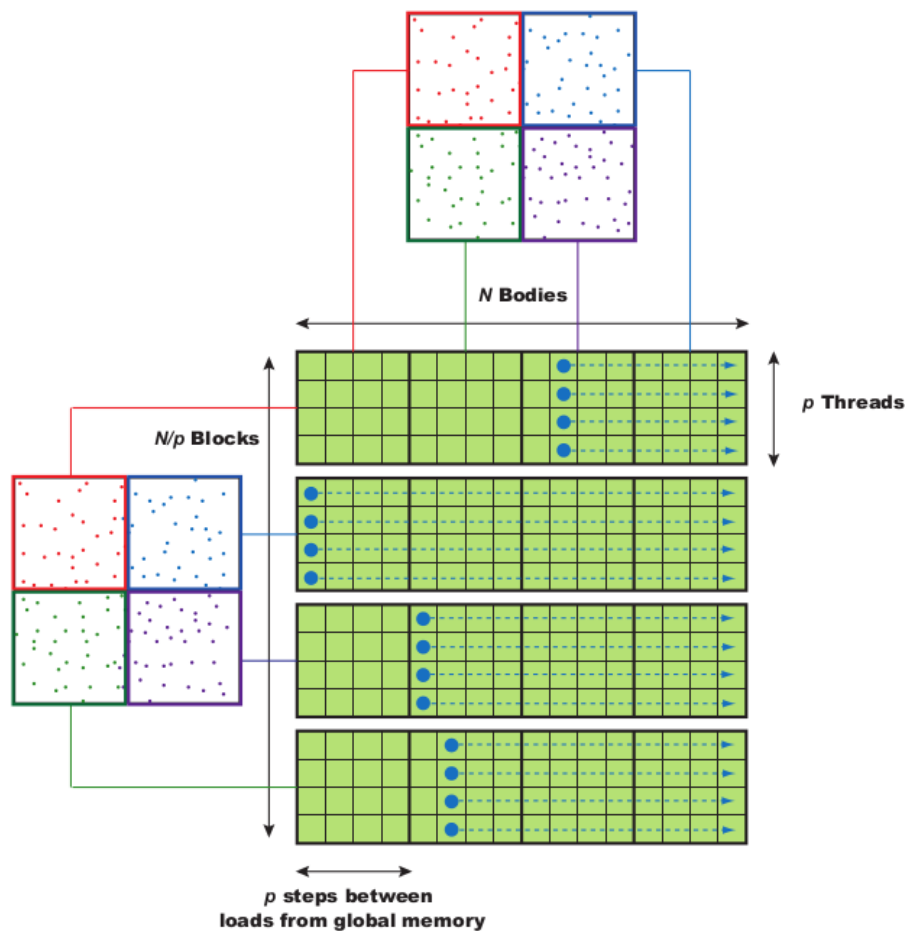 N Bodies
p Threads
N/p Blocks
p steps between
loads from global memory